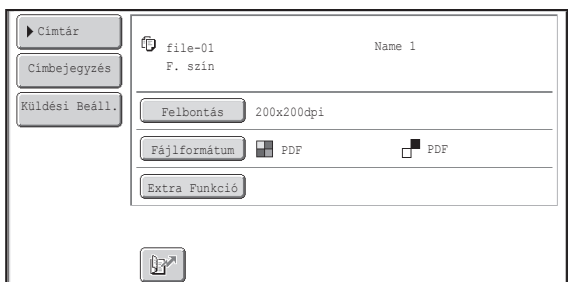 Címtár
Címbejegyzés
Küldési Beáll.
file-01 Name 1
F. szín
Felbontás 200x200dpi
Fájlformátum PDF PDF
Extra Funkció